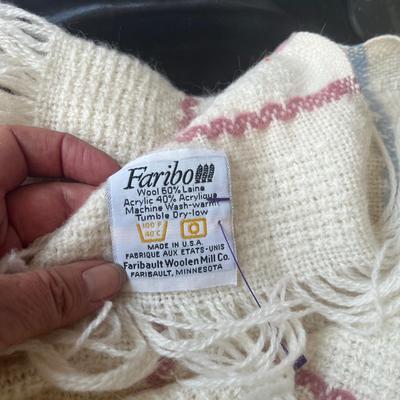 Faribo
Wool 60% Laine
Acrylic 40% Acrylique
Machine Wash-warm
Tumble Dry-low
100°F
40°C
MADE IN U.S.A.
FABRIQUE AUX ETATS-UNIS
Faribault Woolen Mill Co.
FARIBAULT, MINNESOTA